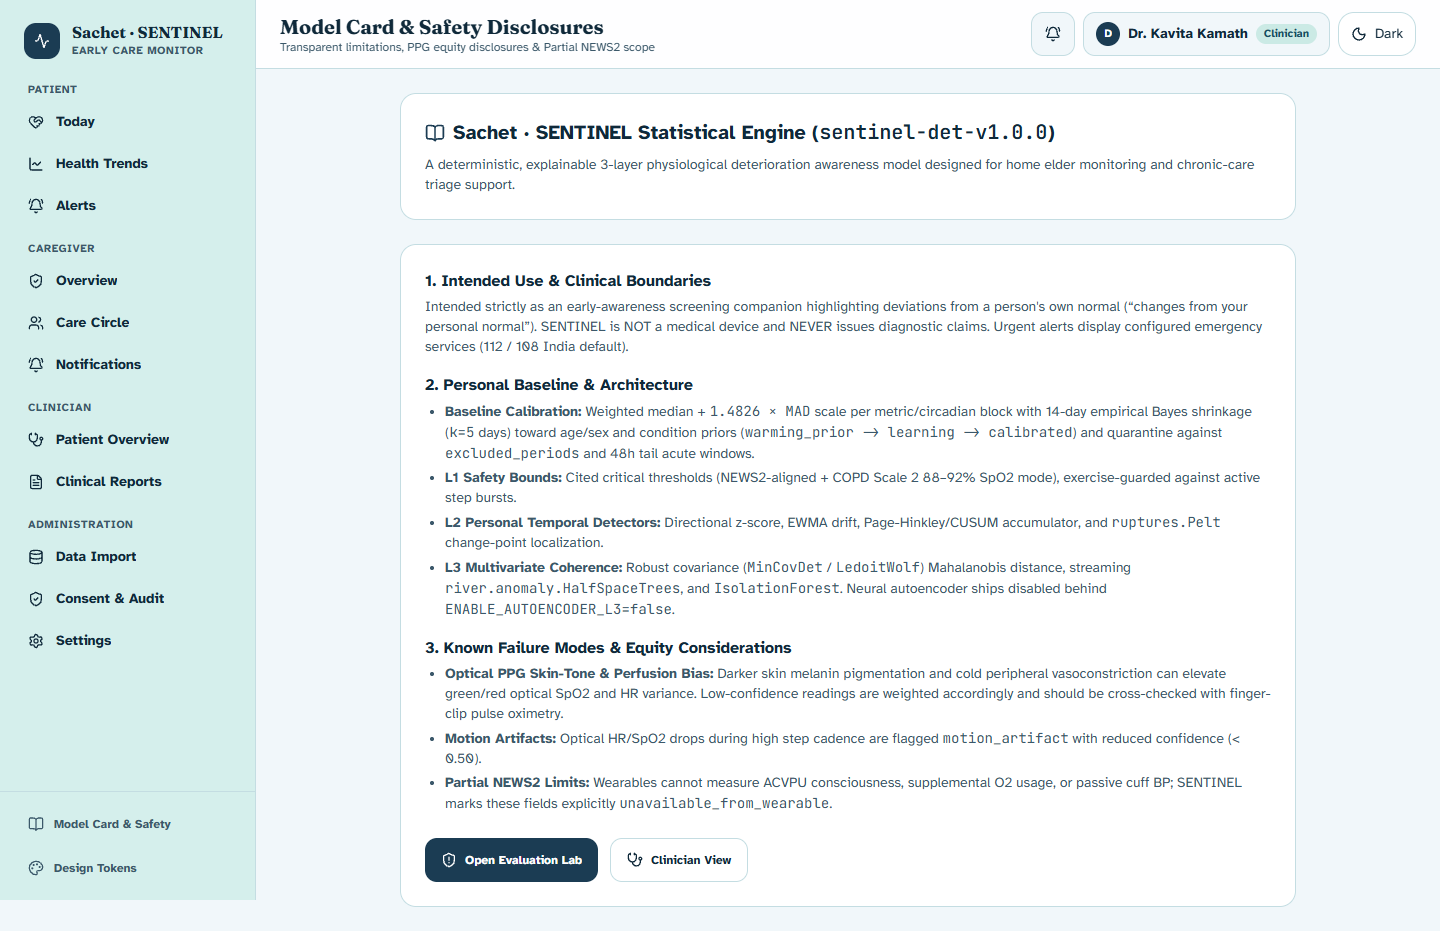 Sachet · SENTINEL
EARLY CARE MONITOR
PATIENT
Today
Health Trends
Alerts
CAREGIVER
Overview
Care Circle
Notifications
CLINICIAN
Patient Overview
Clinical Reports
ADMINISTRATION
Data Import
Consent & Audit
Settings
Model Card & Safety
Design Tokens
Model Card & Safety Disclosures
Transparent limitations, PPG equity disclosures & Partial NEWS2 scope
D
Dr. Kavita Kamath
Clinician
Dark
Sachet · SENTINEL Statistical Engine (sentinel-det-v1.0.0)
A deterministic, explainable 3-layer physiological deterioration awareness model designed for home elder monitoring and chronic-care
triage support.
1. Intended Use & Clinical Boundaries
Intended strictly as an early-awareness screening companion highlighting deviations from a person's own normal (“changes from your
personal normal”). SENTINEL is NOT a medical device and NEVER issues diagnostic claims. Urgent alerts display configured emergency
services (112 / 108 India default).
2. Personal Baseline & Architecture
• Baseline Calibration: Weighted median + 1.4826 × MAD scale per metric/circadian block with 14-day empirical Bayes shrinkage
(k=5 days) toward age/sex and condition priors (warming_prior → learning → calibrated) and quarantine against
excluded_periods and 48h tail acute windows.
• L1 Safety Bounds: Cited critical thresholds (NEWS2-aligned + COPD Scale 2 88–92% SpO2 mode), exercise-guarded against active
step bursts.
• L2 Personal Temporal Detectors: Directional z-score, EWMA drift, Page-Hinkley/CUSUM accumulator, and ruptures.Pelt
change-point localization.
• L3 Multivariate Coherence: Robust covariance (MinCovDet / LedoitWolf) Mahalanobis distance, streaming
river.anomaly.HalfSpaceTrees, and IsolationForest. Neural autoencoder ships disabled behind
ENABLE_AUTOENCODER_L3=false.
3. Known Failure Modes & Equity Considerations
• Optical PPG Skin-Tone & Perfusion Bias: Darker skin melanin pigmentation and cold peripheral vasoconstriction can elevate
green/red optical SpO2 and HR variance. Low-confidence readings are weighted accordingly and should be cross-checked with finger-
clip pulse oximetry.
• Motion Artifacts: Optical HR/SpO2 drops during high step cadence are flagged motion_artifact with reduced confidence (<
0.50).
• Partial NEWS2 Limits: Wearables cannot measure ACVPU consciousness, supplemental O2 usage, or passive cuff BP; SENTINEL
marks these fields explicitly unavailable_from_wearable.
Open Evaluation Lab
Clinician View